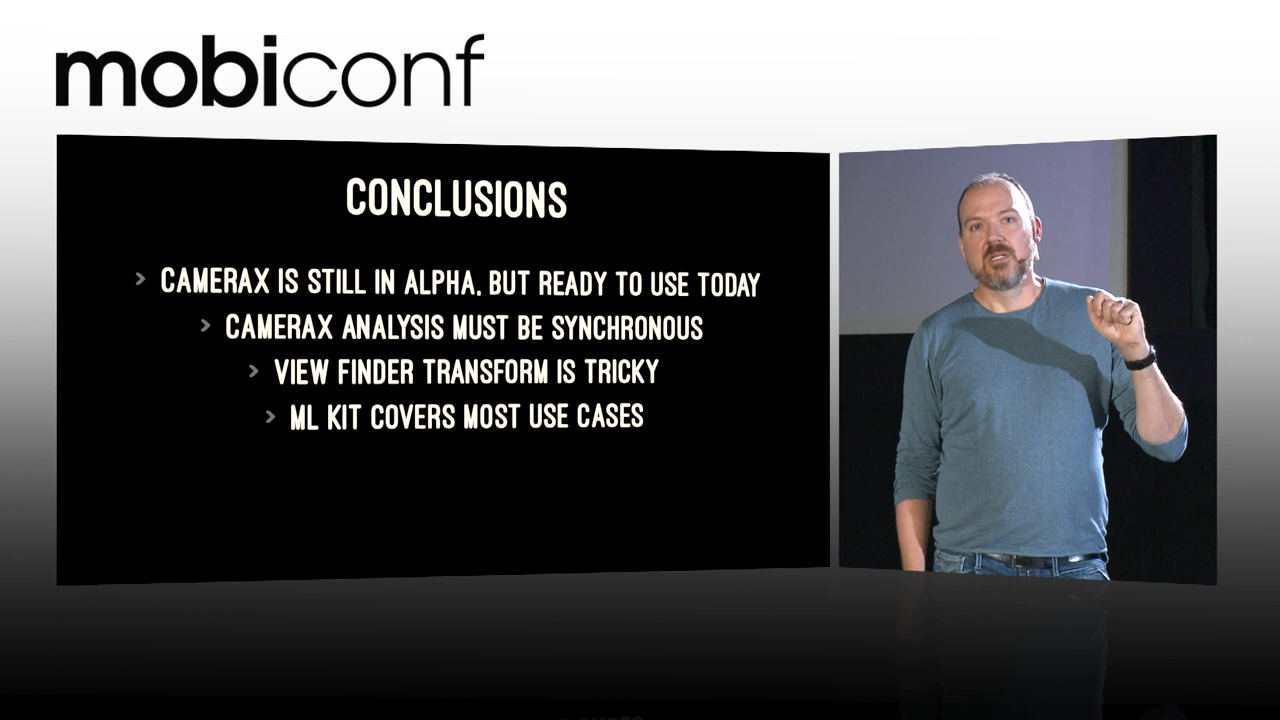 mobiconf
CONCLUSIONS
> CAMERAX IS STILL IN ALPHA, BUT READY TO USE TODAY
> CAMERAX ANALYSIS MUST BE SYNCHRONOUS
> VIEW FINDER TRANSFORM IS TRICKY
> ML KIT COVERS MOST USE CASES